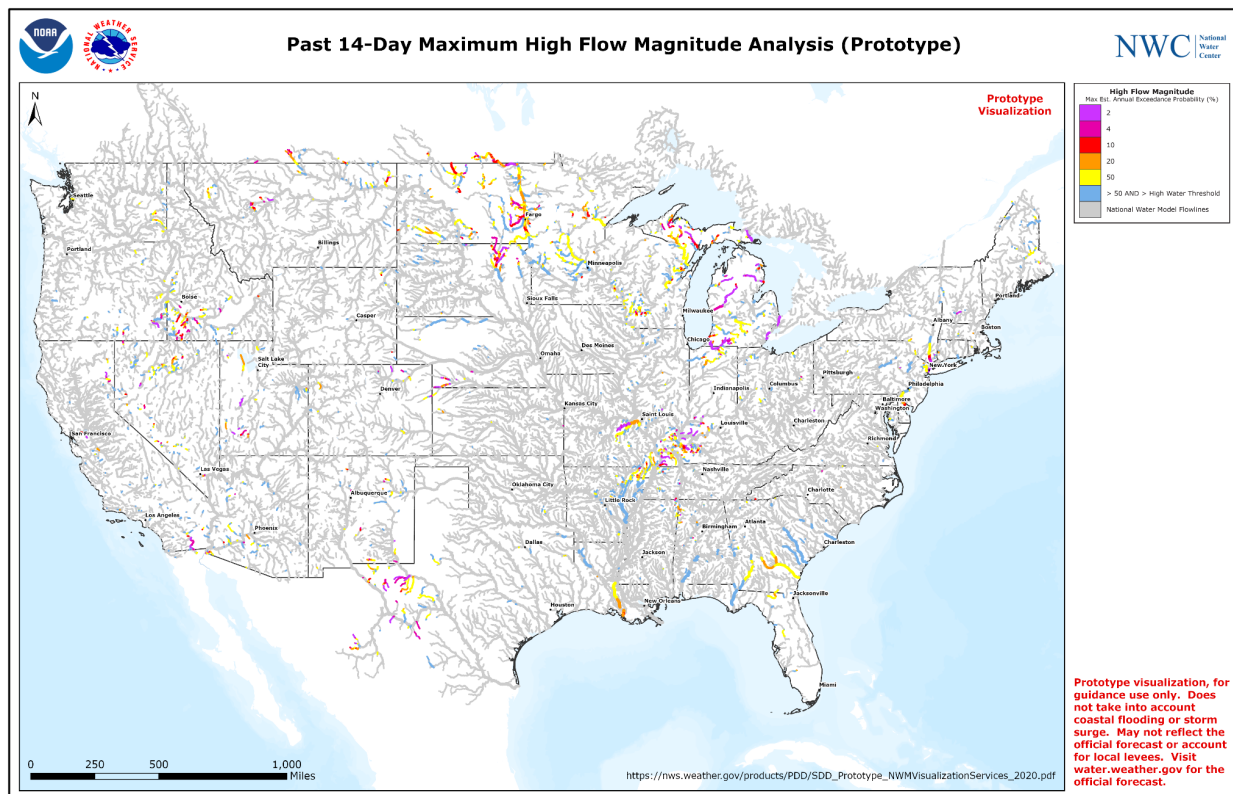 NOAA
NATIONAL WEATHER SERVICE
Past 14-Day Maximum High Flow Magnitude Analysis (Prototype)
NWC
National
Water
Center
N
Prototype
Visualization
High Flow Magnitude
Max Est. Annual Exceedance Probability (%)
2
4
10
20
50
> 50 AND > High Water Threshold
National Water Model Flowlines
Seattle
Portland
Fargo
Billings
Minneapolis
Boise
Sioux Falls
Casper
Milwaukee
Portland
Albany
Boston
Chicago
Salt Lake
City
Des Moines
Omaha
New York
Pittsburgh
Philadelphia
Denver
Indianapolis
Columbus
Baltimore
Washington
Kansas City
Saint Louis
Louisville
Charleston
Richmond
San Francisco
Las Vegas
Nashville
Oklahoma City
Albuquerque
Little Rock
Charlotte
Los Angeles
Phoenix
Birmingham
Atlanta
Dallas
Jackson
Charleston
Jacksonville
Houston
New Orleans
Miami
Prototype visualization, for
guidance use only. Does
not take into account
coastal flooding or storm
surge. May not reflect the
official forecast or account
for local levees. Visit
water.weather.gov for the
official forecast.
0 250 500 1,000
Miles
https://nws.weather.gov/products/PDD/SDD_Prototype_NWMVisualizationServices_2020.pdf